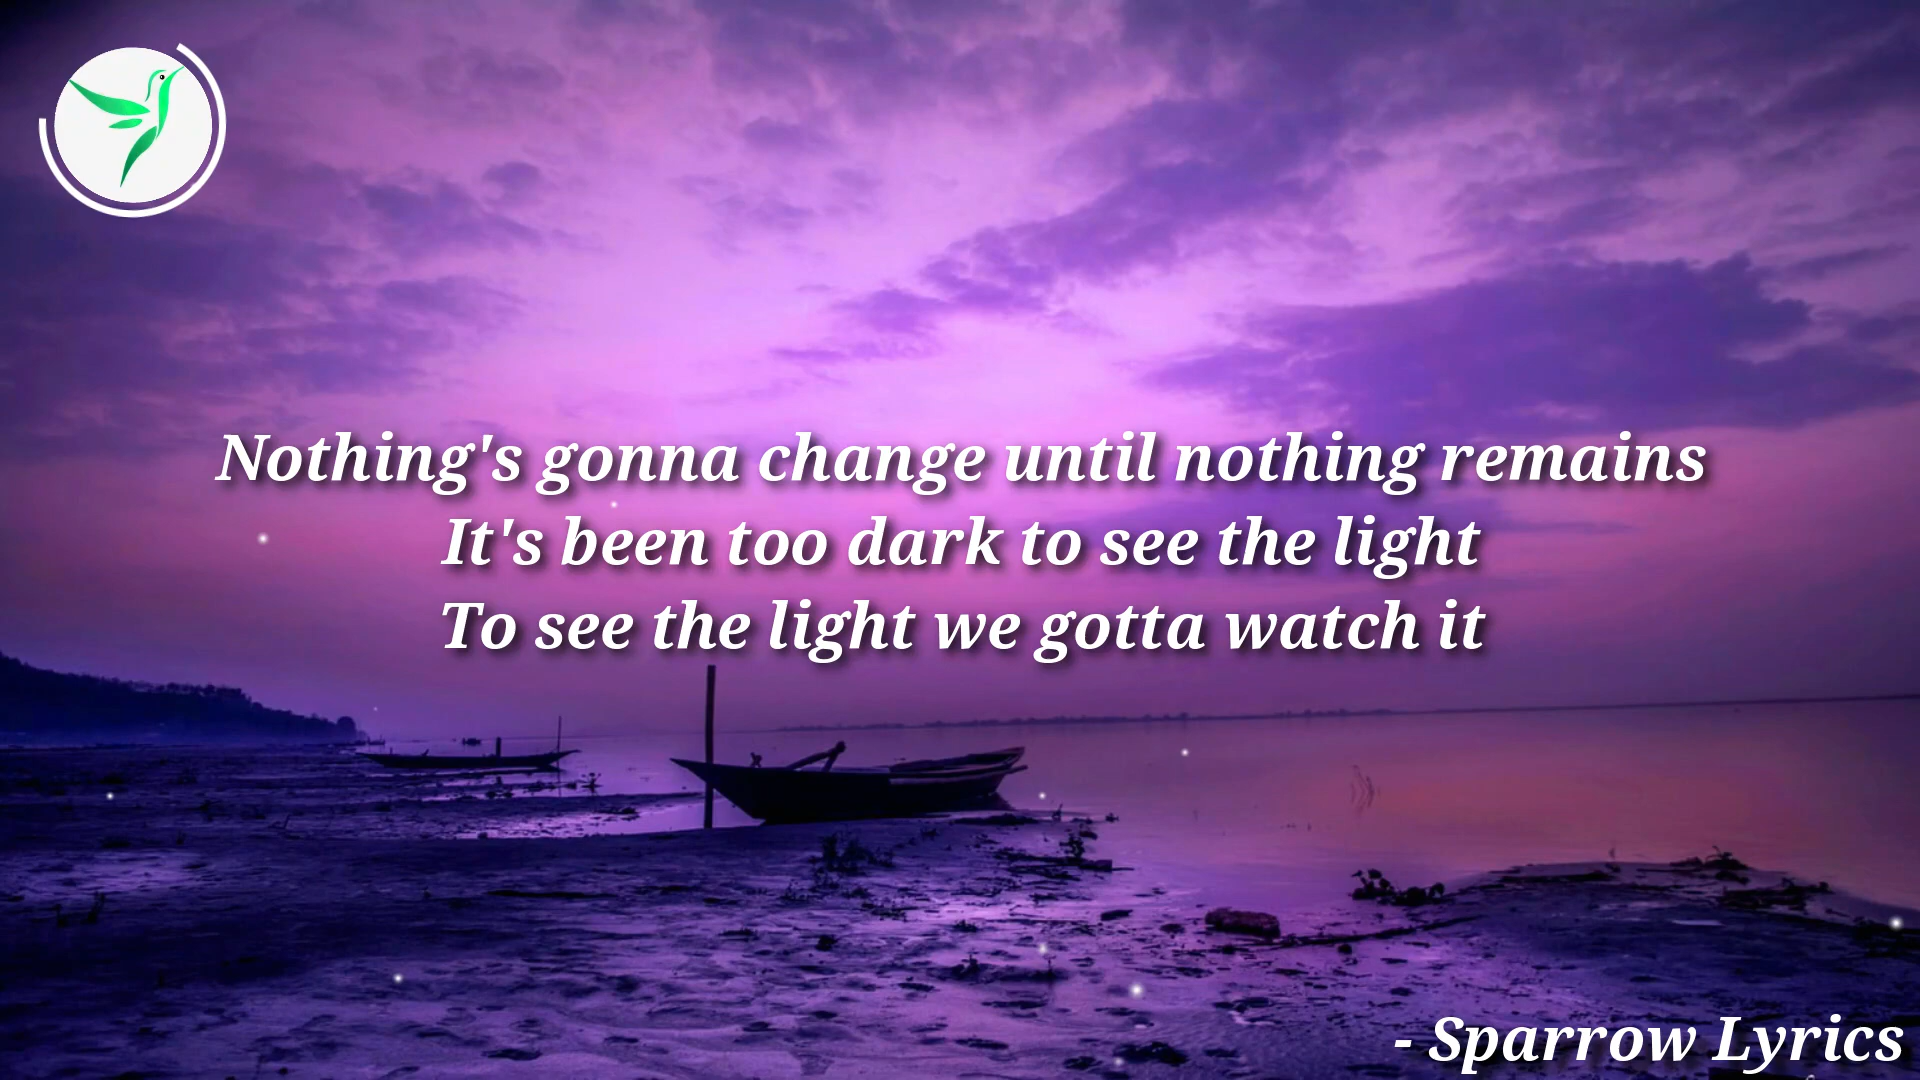 Nothing's gonna change until nothing remains
It's been too dark to see the light
To see the light we gotta watch it
- Sparrow Lyrics